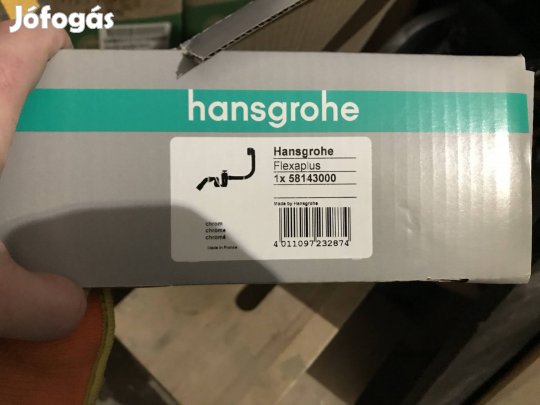 Jófogás
hansgrohe
Hansgrohe
Flexaplus
1x 58143000
Made by Hansgrohe
chrom
chrome
chromé
Made in France
4 011097 232874